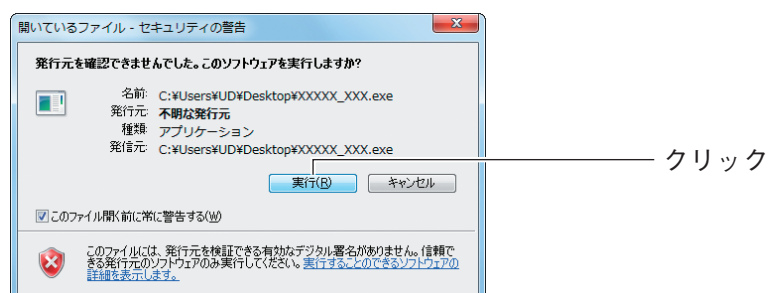 開いているファイル - セキュリティの警告
発行元を確認できませんでした。このソフトウェアを実行しますか?
名前: C:¥Users¥UD¥Desktop¥XXXXX_XXX.exe
発行元: 不明な発行元
種類: アプリケーション
発信元: C:¥Users¥UD¥Desktop¥XXXXX_XXX.exe
実行(R) キャンセル
クリック
このファイル開く前に常に警告する(W)
このファイルには、発行元を検証できる有効なデジタル署名がありません。信頼で
きる発行元のソフトウェアのみ実行してください。実行することのできるソフトウェアの
詳細を表示します。